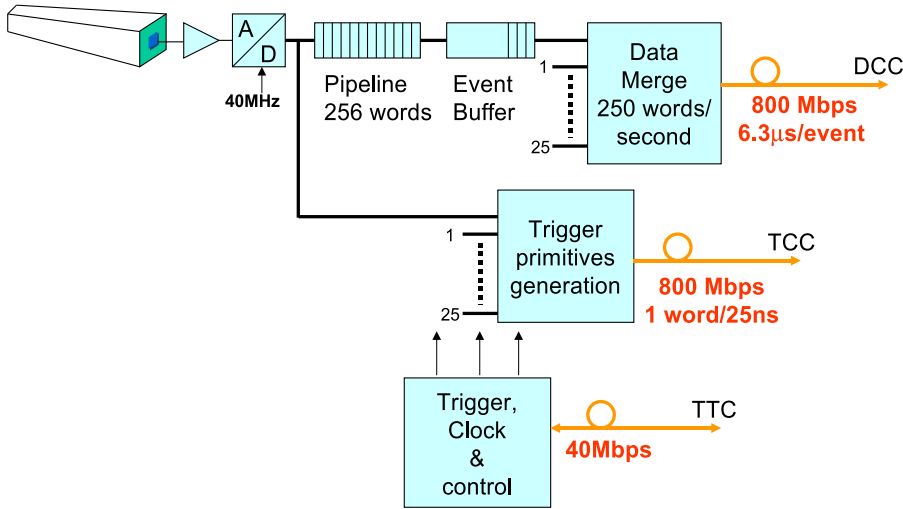 A
D
40MHz
Pipeline
256 words
Event
Buffer
1
25
Data
Merge
250 words/
second
DCC
800 Mbps
6.3µs/event
1
25
Trigger
primitives
generation
TCC
800 Mbps
1 word/25ns
Trigger,
Clock
&
control
TTC
40Mbps